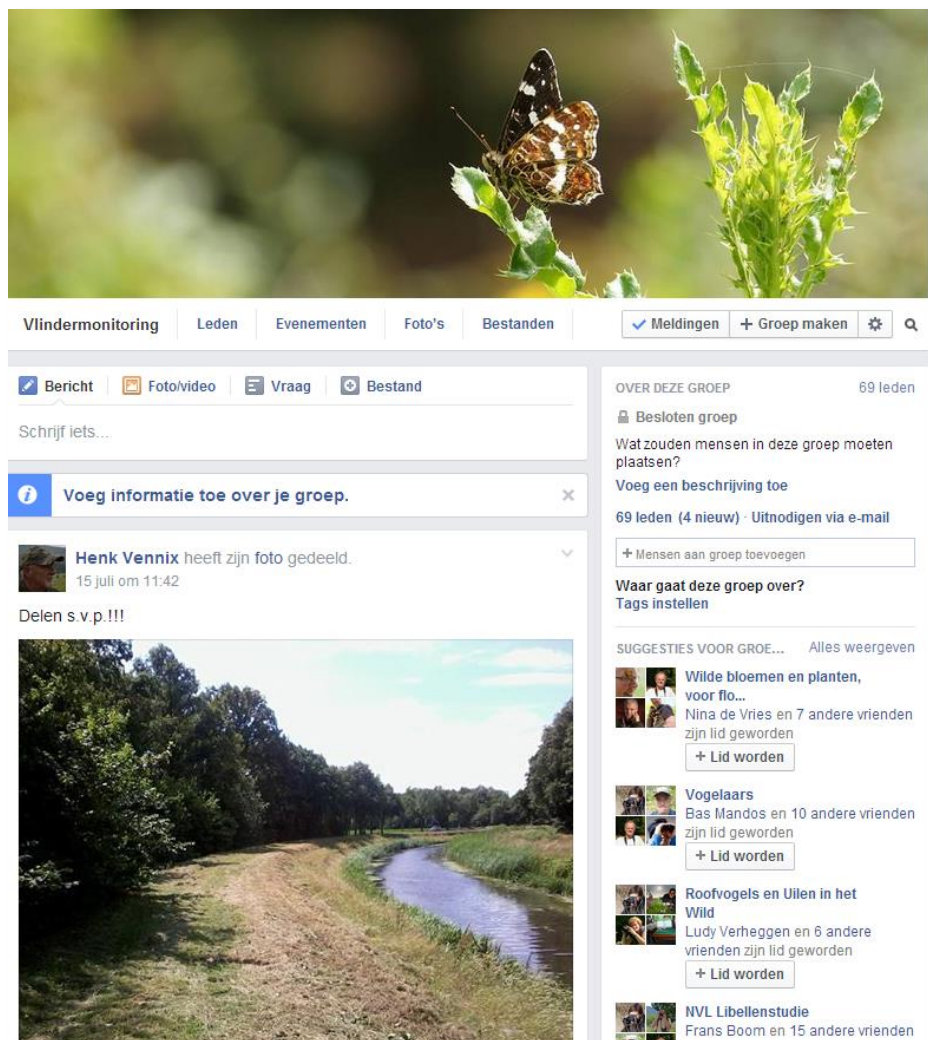 Vlindermonitoring Leden Evenementen Foto's Bestanden Meldingen + Groep maken
Bericht Foto/video Vraag Bestand
Schrijf iets...
Voeg informatie toe over je groep.
Henk Vennix heeft zijn foto gedeeld.
15 juli om 11:42
Delen s.v.p.!!!
OVER DEZE GROEP 69 leden
Besloten groep
Wat zouden mensen in deze groep moeten
plaatsen?
Voeg een beschrijving toe
69 leden (4 nieuw) · Uitnodigen via e-mail
+ Mensen aan groep toevoegen
Waar gaat deze groep over?
Tags instellen
SUGGESTIES VOOR GROE... Alles weergeven
Wilde bloemen en planten,
voor flo...
Nina de Vries en 7 andere vrienden
zijn lid geworden
+ Lid worden
Vogelaars
Bas Mandos en 10 andere vrienden
zijn lid geworden
+ Lid worden
Roofvogels en Uilen in het
Wild
Ludy Verheggen en 6 andere
vrienden zijn lid geworden
+ Lid worden
NVL Libellenstudie
Frans Boom en 15 andere vrienden